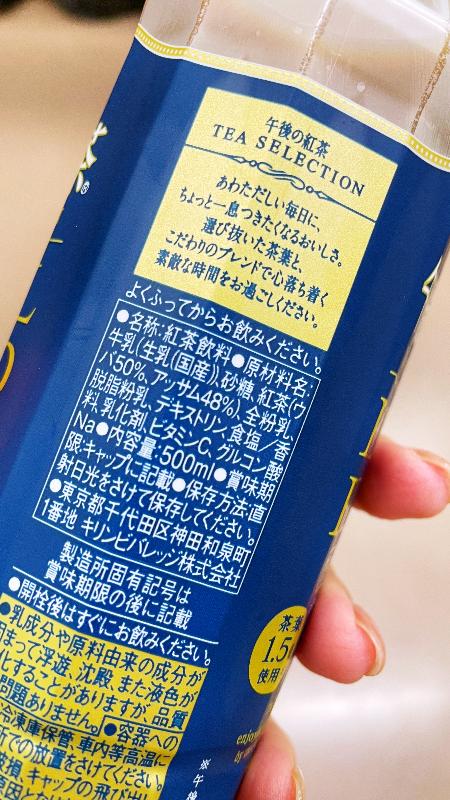 午後の紅茶
TEA SELECTION
あわただしい毎日に、
ちょっと一息つきたくなるおいしさ。
選び抜いた茶葉と、
こだわりのブレンドで心落ち着く
素敵な時間をお過ごしください。
よくふってからお飲みください。
●名称:紅茶飲料●原材料名:
牛乳(生乳(国産))、砂糖、紅茶(ウ
バ50%、アッサム48%)、全粉乳、
脱脂粉乳、デキストリン、食塩/香
料、乳化剤、ビタミンC、グルコン酸
Na●内容量:500ml●賞味期
限:キャップに記載●保存方法:直
射日光をさけて保存してください。
●東京都千代田区神田和泉町
1番地 キリンビバレッジ株式会社
製造所固有記号は
賞味期限の後に記載
●開栓後はすぐにお飲みください。
●乳成分や原料由来の成分が
固まって浮遊、沈殿、また液色が
化することがありますが、品質
問題ありません。●容器への
冷凍庫保管、車内等高温に
所での放置をさけてください。
破損、キャップの飛び出し
茶®
茶葉
1.5
使用
enjoy
※午後